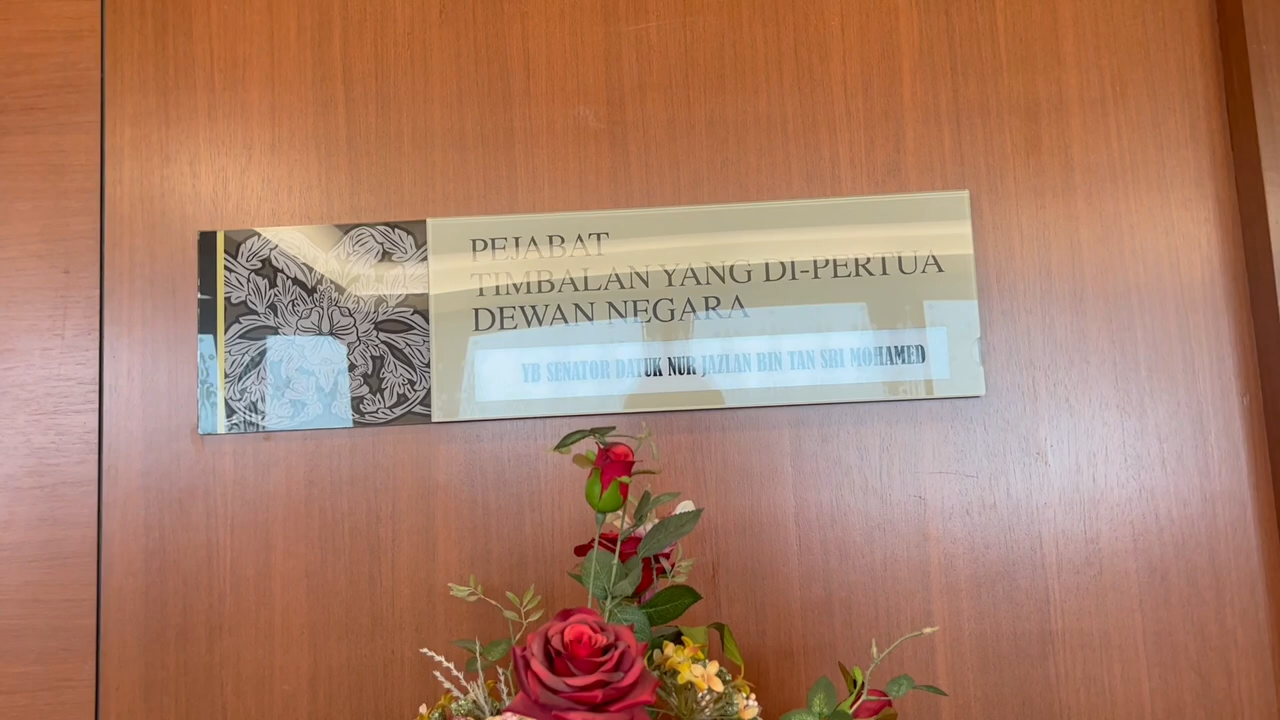 PEJABAT
TIMBALAN YANG DI-PERTUA
DEWAN NEGARA
YB SENATOR DATUK NUR JAZLAN BIN TAN SRI MOHAMED